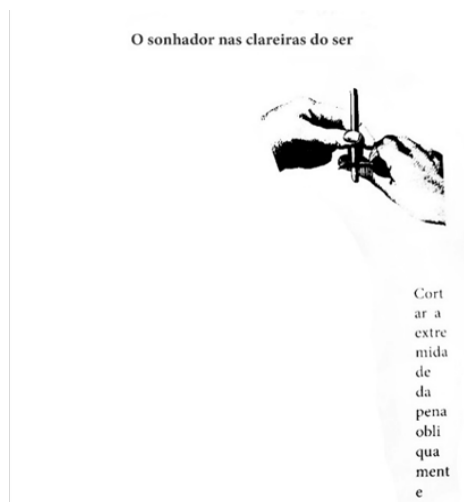 O sonhador nas clareiras do ser
Cort
ar a
extre
mida
de
da
pena
obli
qua
ment
e